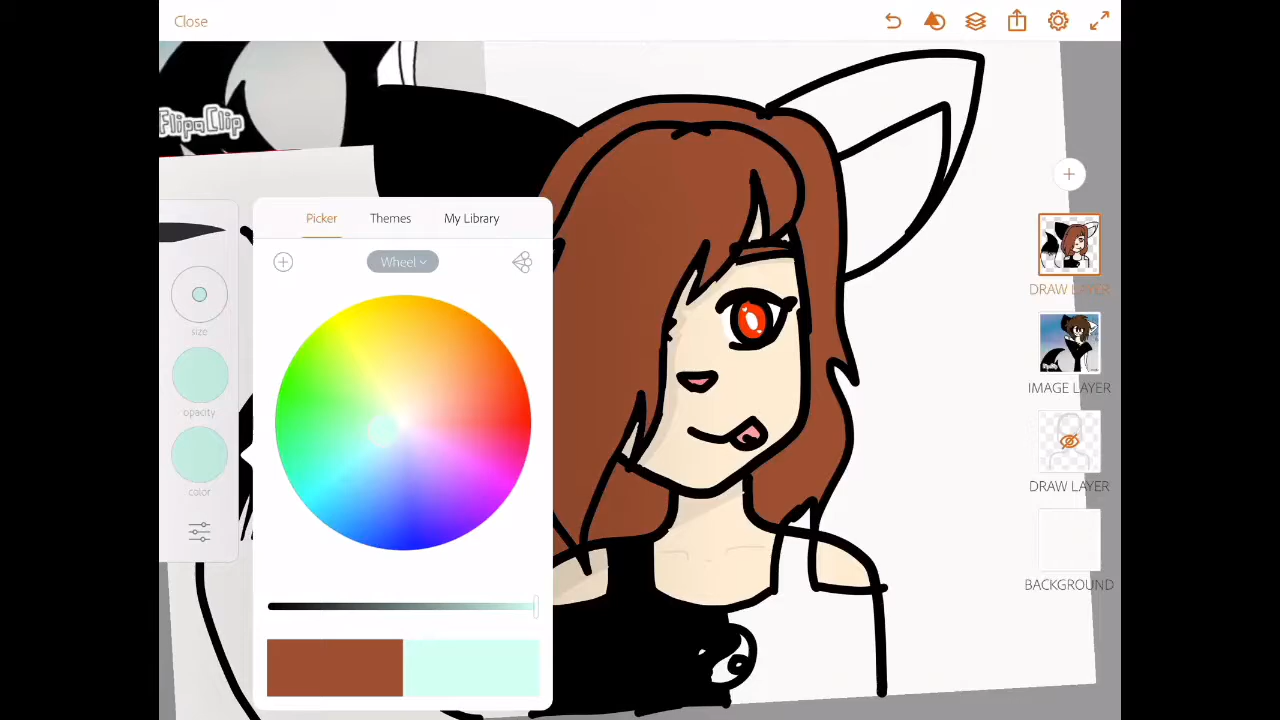 Close
FlipaClip
Picker Themes My Library
Wheel
size
opacity
color
DRAW LAYER
IMAGE LAYER
DRAW LAYER
BACKGROUND